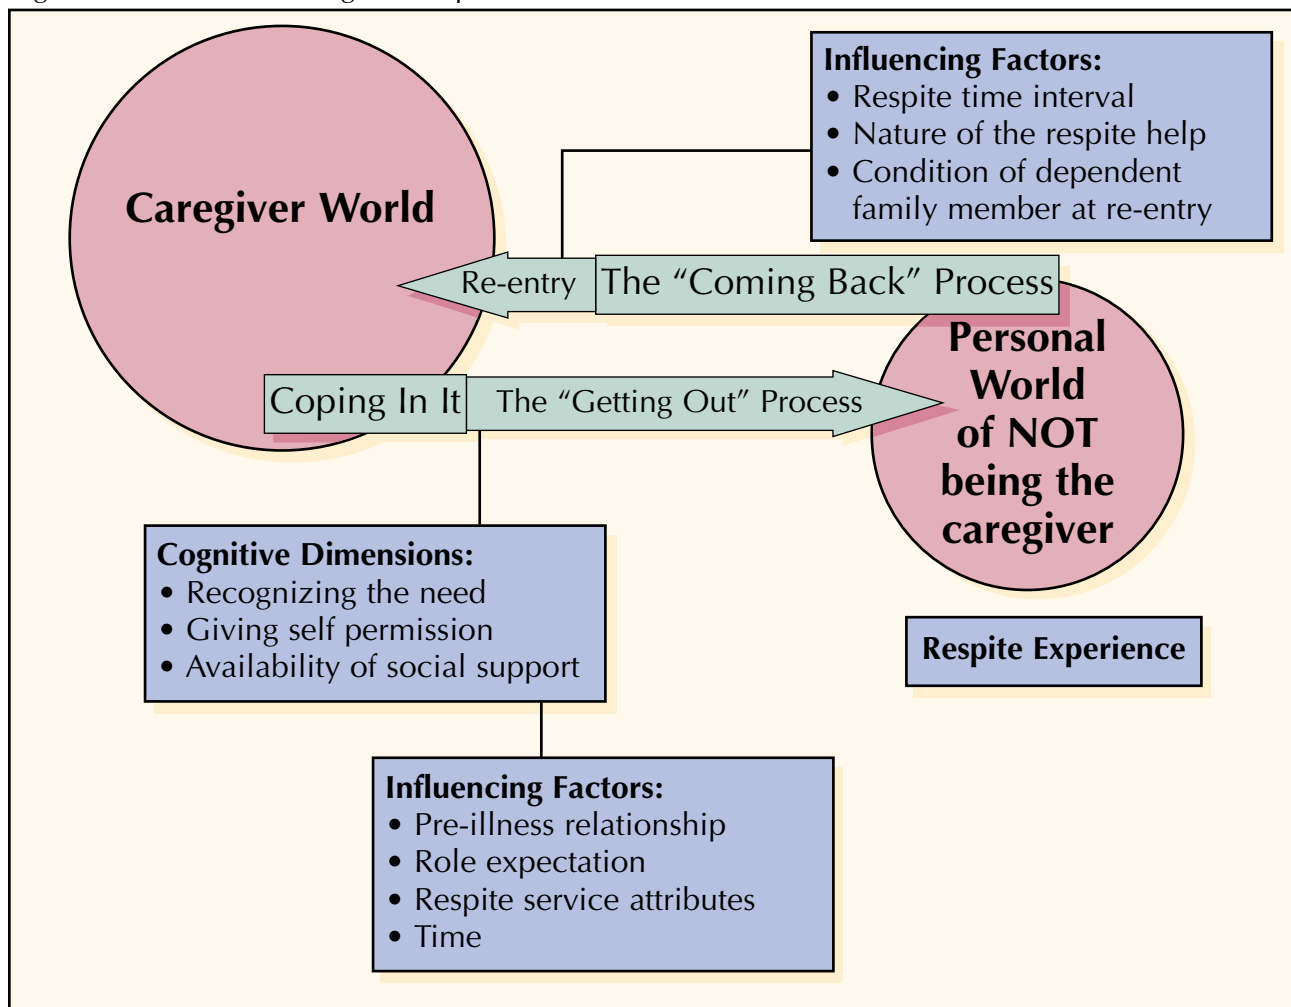 Caregiver World
Influencing Factors:
• Respite time interval
• Nature of the respite help
• Condition of dependent
family member at re-entry
Re-entry
The “Coming Back” Process
Coping In It
The “Getting Out” Process
Personal
World
of NOT
being the
caregiver
Cognitive Dimensions:
• Recognizing the need
• Giving self permission
• Availability of social support
Respite Experience
Influencing Factors:
• Pre-illness relationship
• Role expectation
• Respite service attributes
• Time